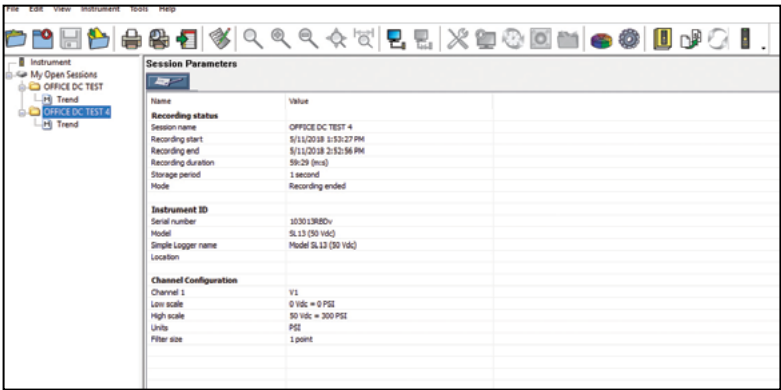 File Edit View Instrument Tools Help
Instrument
My Open Sessions
OFFICE DC TEST
Trend
OFFICE DC TEST 4
Trend
Session Parameters
Name Value
Recording status
Session name OFFICE DC TEST 4
Recording start 5/11/2018 1:53:27 PM
Recording end 5/11/2018 2:52:56 PM
Recording duration 59:29 (m:s)
Storage period 1 second
Mode Recording ended
Instrument ID
Serial number 103013RBDv
Model SL13 (50 Vdc)
Simple Logger name Model SL13 (50 Vdc)
Location
Channel Configuration
Channel 1 V1
Low scale 0 Vdc = 0 PSI
High scale 50 Vdc = 300 PSI
Units PSI
Filter size 1 point